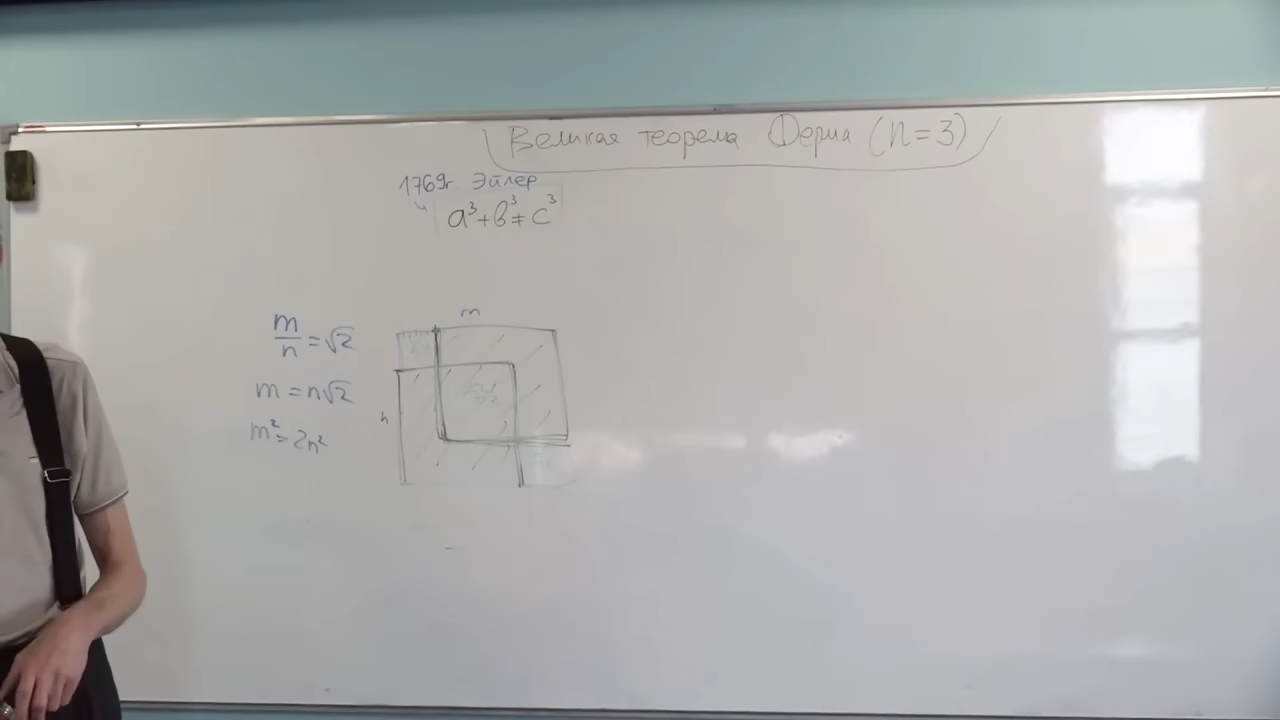 Великая теорема Ферма (n=3)
1769г Эйлер
a³+b³≠c³
m
m/n = √2
m = n√2
n
m² = 2n²